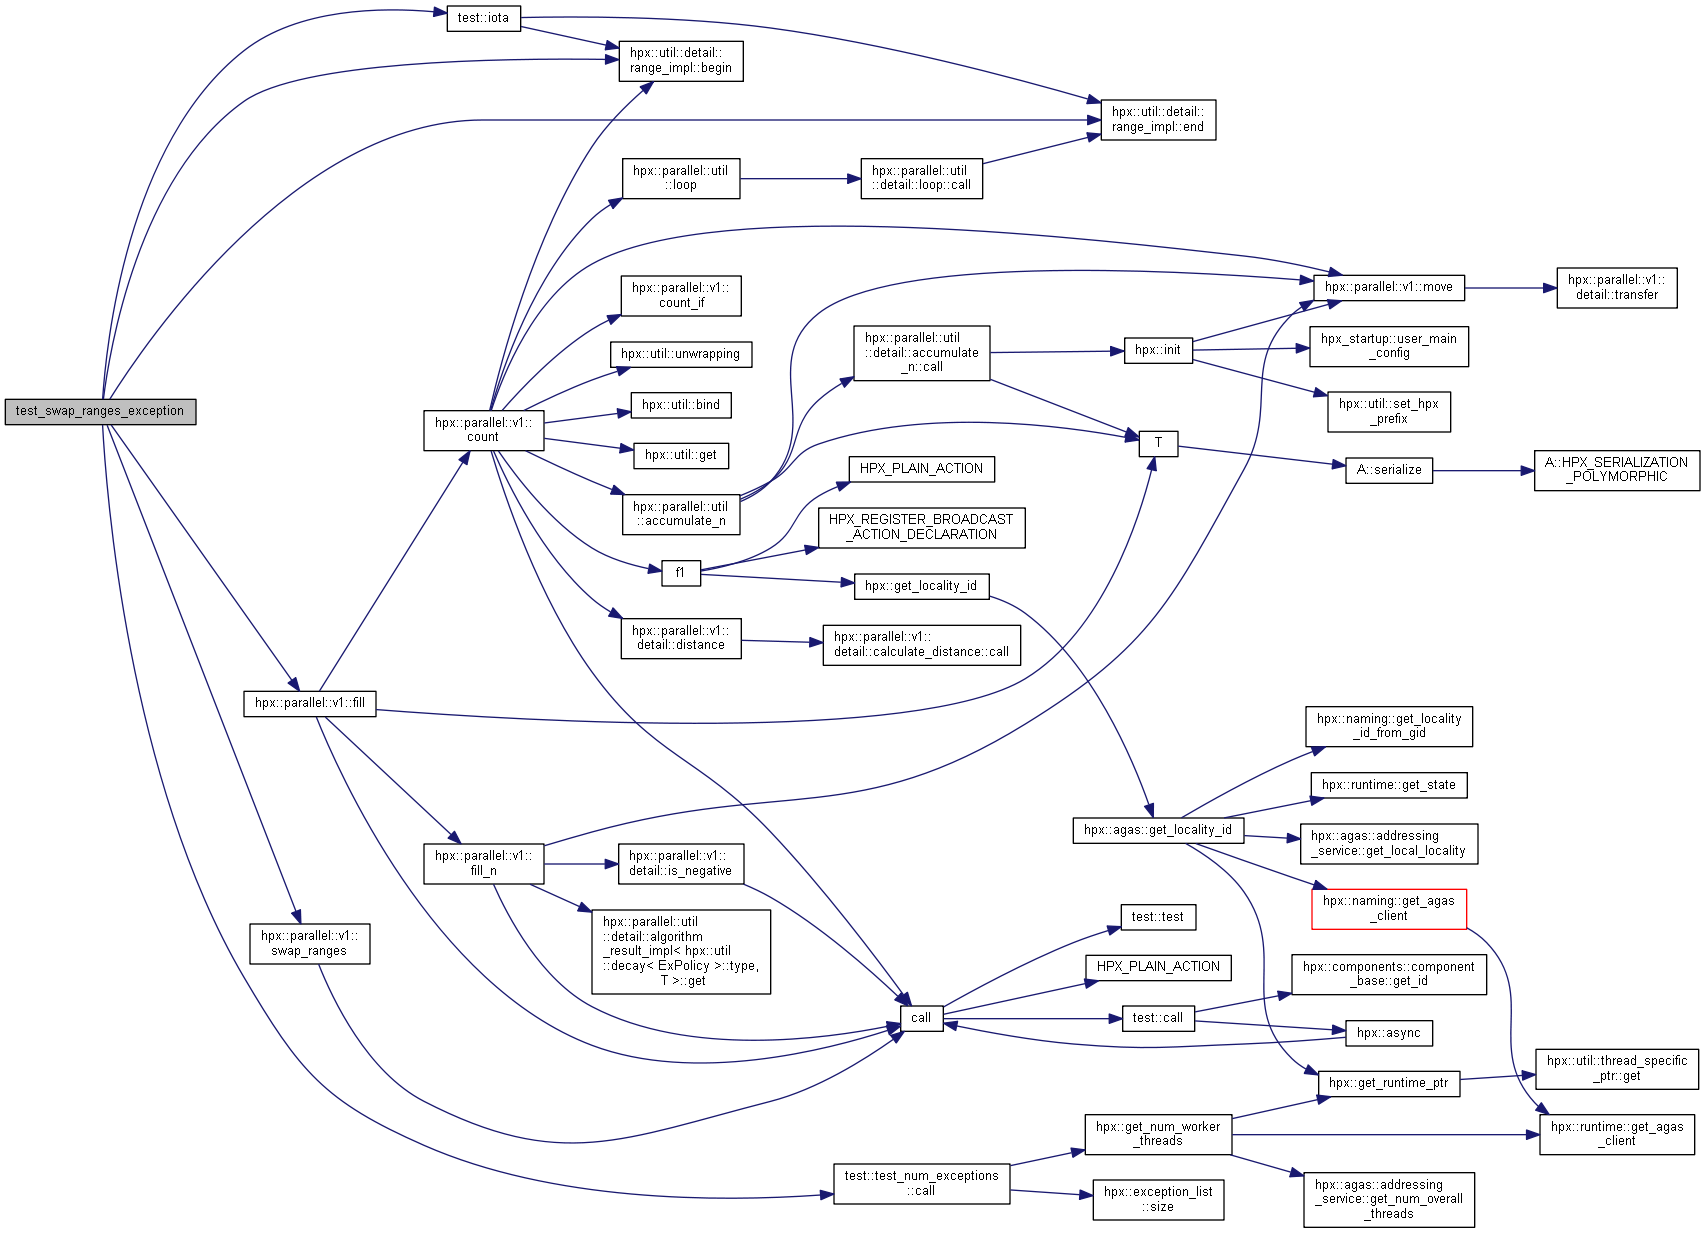 test::iota
hpx::util::detail::
range_impl::begin
hpx::util::detail::
range_impl::end
hpx::parallel::util
::loop
hpx::parallel::util
::detail::loop::call
hpx::parallel::v1::
count_if
hpx::parallel::v1::move
hpx::parallel::v1::
detail::transfer
hpx::util::unwrapping
hpx::parallel::util
::detail::accumulate
_n::call
hpx::init
hpx_startup::user_main
_config
test_swap_ranges_exception
hpx::util::bind
hpx::util::set_hpx
_prefix
hpx::parallel::v1::
count
hpx::util::get
T
HPX_PLAIN_ACTION
A::serialize
A::HPX_SERIALIZATION
_POLYMORPHIC
hpx::parallel::util
::accumulate_n
HPX_REGISTER_BROADCAST
_ACTION_DECLARATION
f1
hpx::get_locality_id
hpx::parallel::v1::
detail::distance
hpx::parallel::v1::
detail::calculate_distance::call
hpx::parallel::v1::fill
hpx::naming::get_locality
_id_from_gid
hpx::runtime::get_state
hpx::agas::get_locality_id
hpx::agas::addressing
_service::get_local_locality
hpx::parallel::v1::
fill_n
hpx::parallel::v1::
detail::is_negative
hpx::naming::get_agas
_client
hpx::parallel::util
::detail::algorithm
_result_impl< hpx::util
::decay< ExPolicy >::type,
T >::get
test::test
hpx::parallel::v1::
swap_ranges
HPX_PLAIN_ACTION
hpx::components::component
_base::get_id
call
test::call
hpx::async
hpx::get_runtime_ptr
hpx::util::thread_specific
_ptr::get
hpx::get_num_worker
_threads
hpx::runtime::get_agas
_client
test::test_num_exceptions
::call
hpx::exception_list
::size
hpx::agas::addressing
_service::get_num_overall
_threads